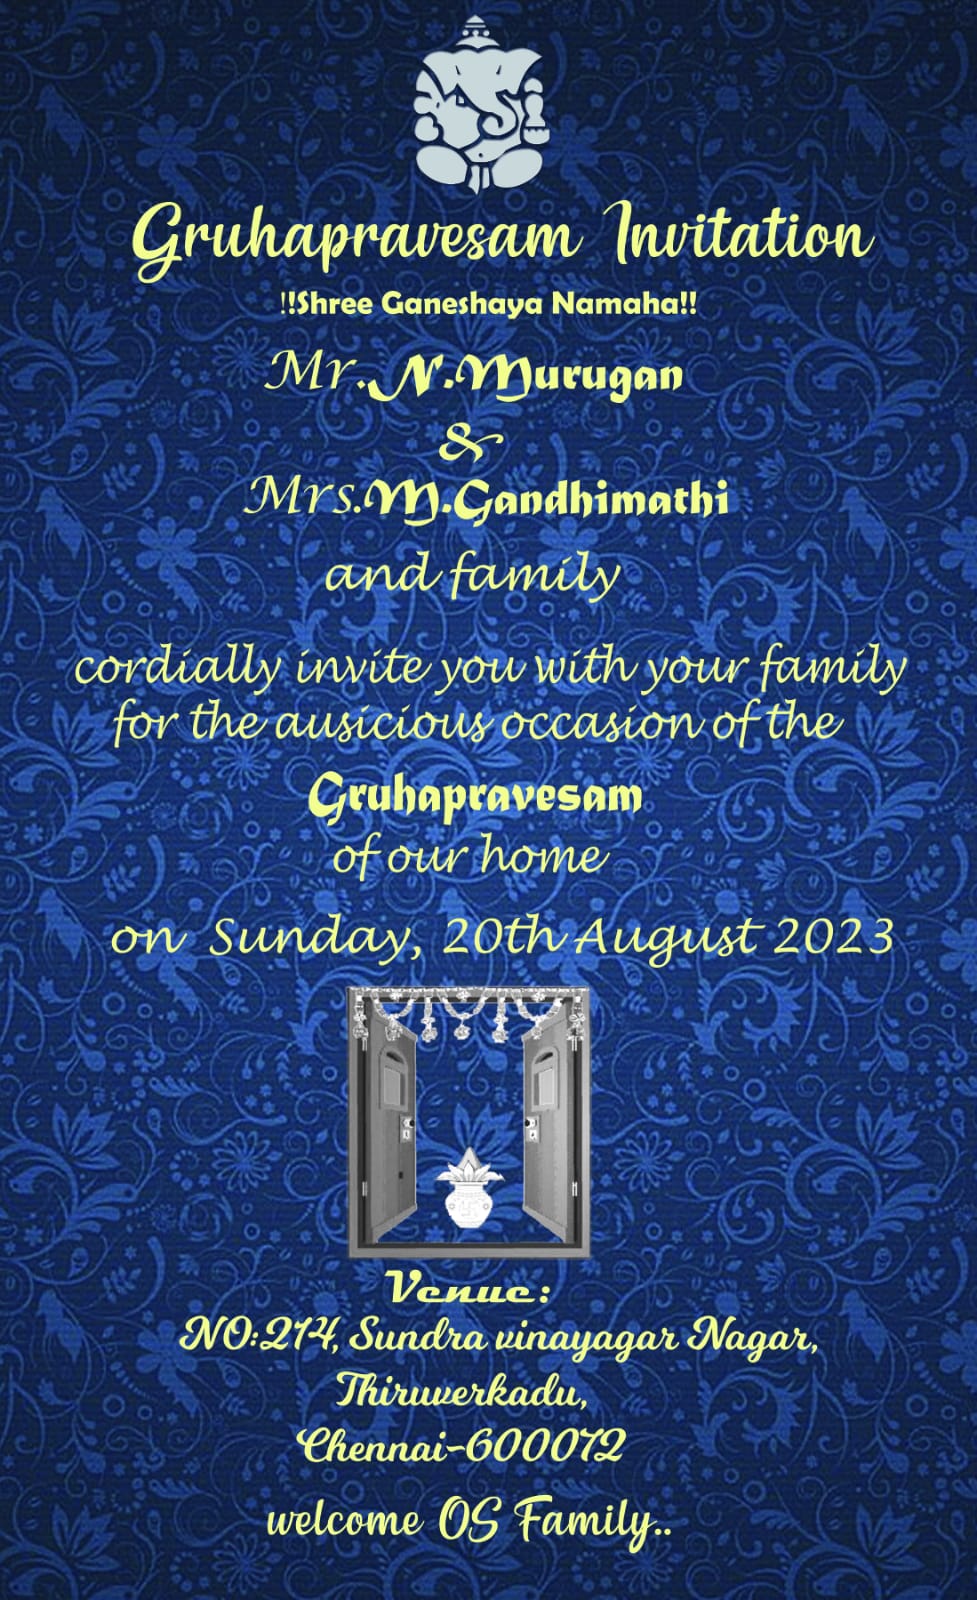 Gruhapravesam Invitation
!!Shree Ganeshaya Namaha!!
Mr..N.Murugan
&
Mrs.M.Gandhimathi
and family
cordially invite you with your family
for the ausicious occasion of the
Gruhapravesam
of our home
on Sunday, 20th August 2023
Venue:
NO:214, Sundra vinayagar Nagar,
Thiruverkadu,
Chennai-600072
welcome OS Family..